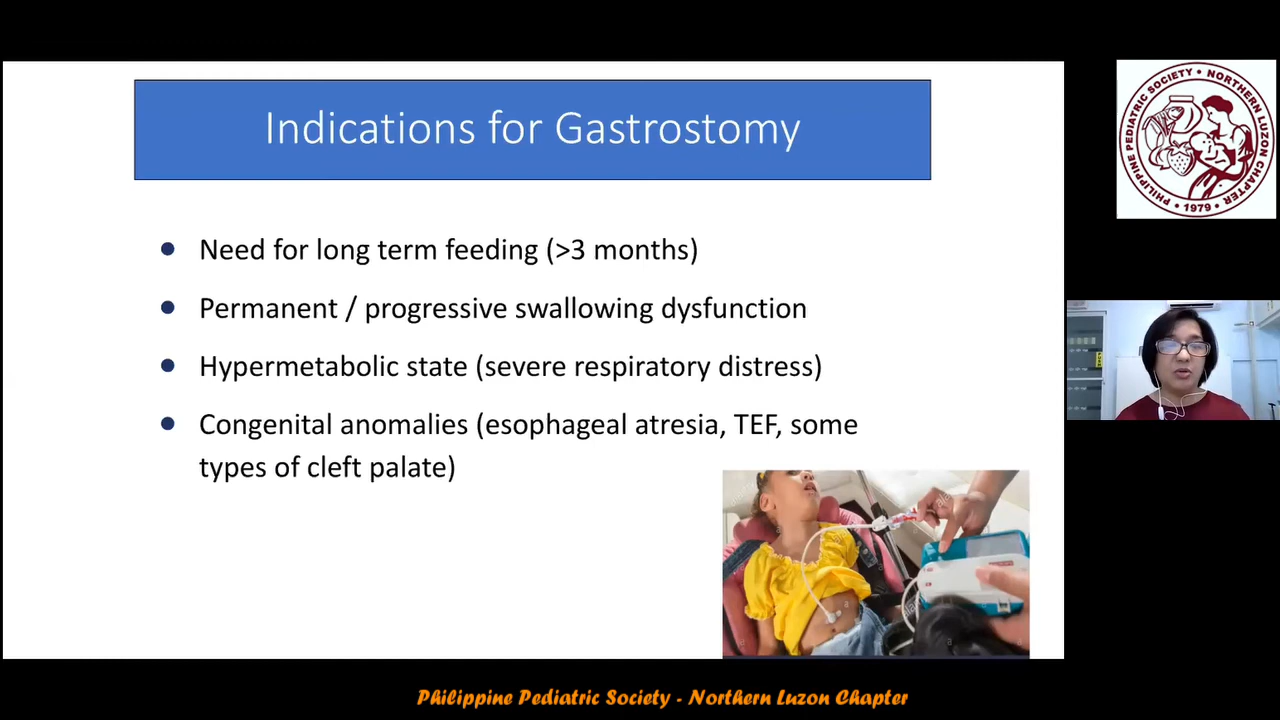 Indications for Gastrostomy
PHILIPPINE PEDIATRIC SOCIETY • NORTHERN LUZON CHAPTER
• 1979 •
● Need for long term feeding (>3 months)
● Permanent / progressive swallowing dysfunction
● Hypermetabolic state (severe respiratory distress)
● Congenital anomalies (esophageal atresia, TEF, some
types of cleft palate)
Philippine Pediatric Society - Northern Luzon Chapter